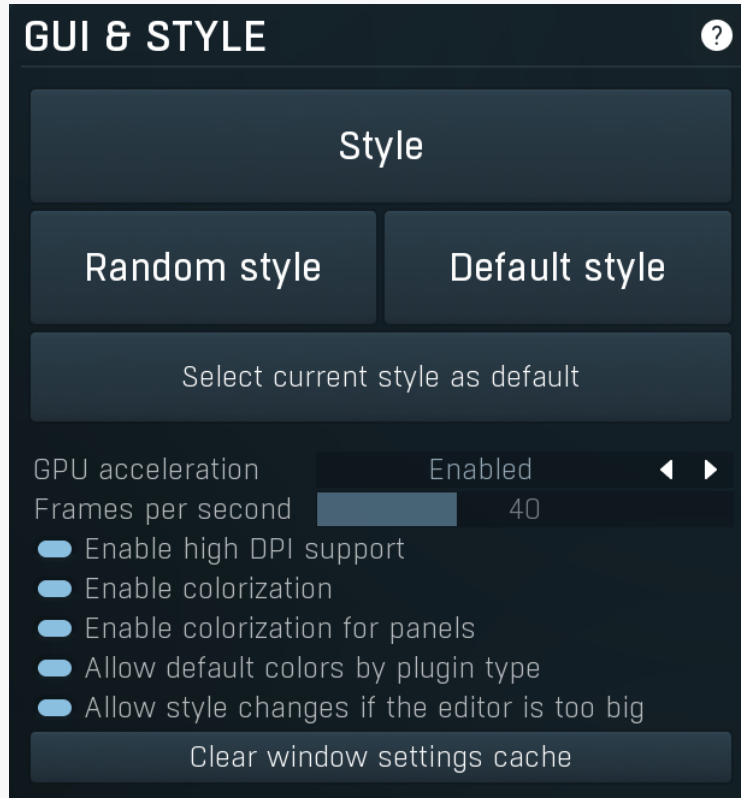 GUI & STYLE ?
Style
Random style Default style
Select current style as default
GPU acceleration Enabled
Frames per second 40
Enable high DPI support
Enable colorization
Enable colorization for panels
Allow default colors by plugin type
Allow style changes if the editor is too big
Clear window settings cache